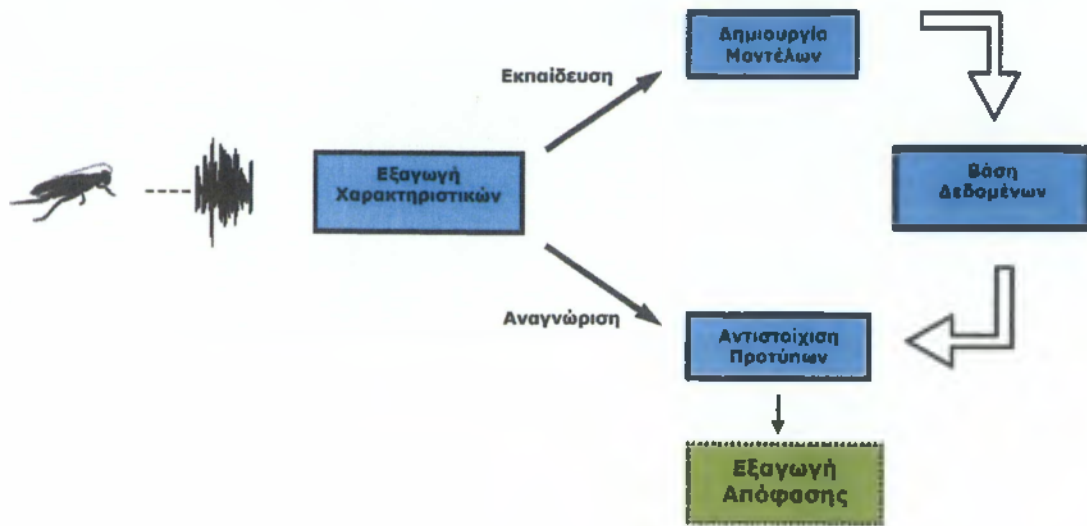 Δημιουργία
Μοντέλων
Εκπαίδευση
Εξαγωγή
Χαρακτηριστικών
Βάση
Δεδομένων
Αναγνώριση
Αντιστοίχιση
Προτύπων
Εξαγωγή
Απόφασης